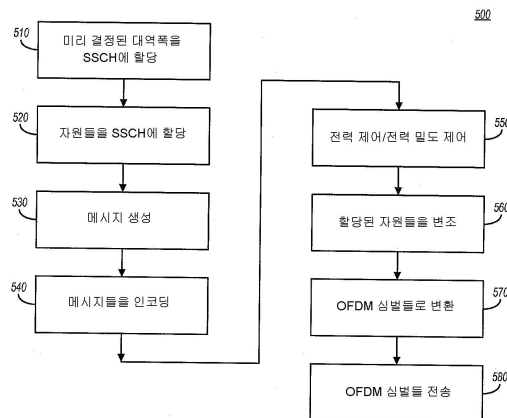 500
510
미리 결정된 대역폭을
SSCH에 할당
520
자원들을 SSCH에 할당
530
메시지 생성
540
메시지들을 인코딩
550
전력 제어/전력 밀도 제어
560
할당된 자원들을 변조
570
OFDM 심벌들로 변환
580
OFDM 심벌들 전송